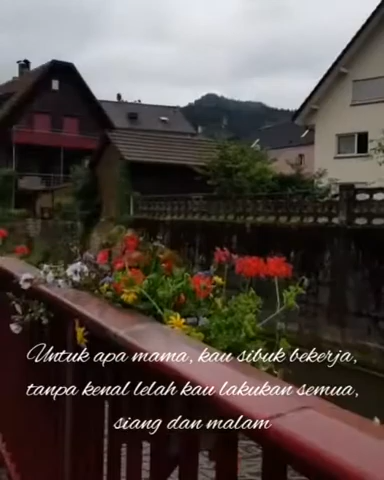 Untuk apa mama, kau sibuk bekerja,
tanpa kenal lelah kau lakukan semua,
siang dan malam